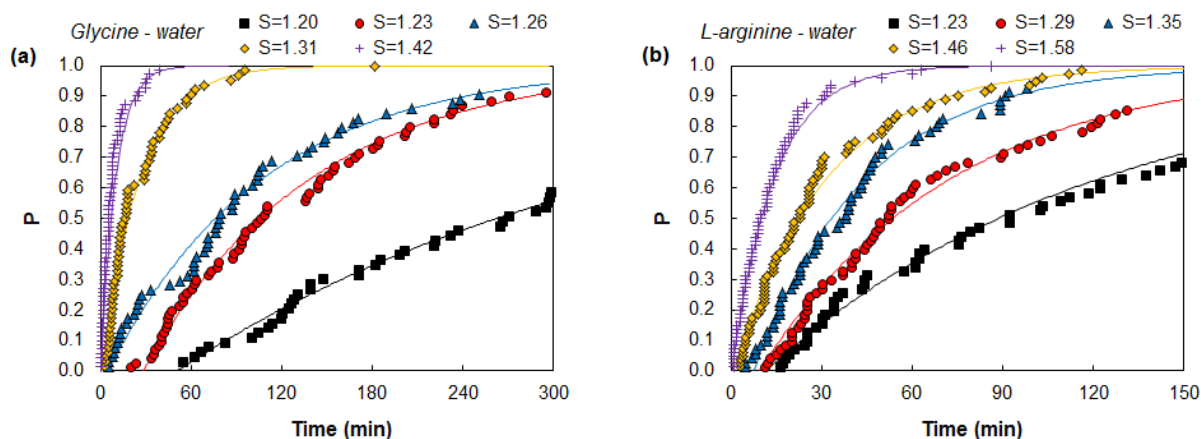 (a)
Glycine - water
S=1.20 S=1.23 S=1.26
S=1.31 S=1.42
1.0
0.9
0.8
0.7
0.6
0.5
0.4
0.3
0.2
0.1
0.0
P
0 60 120 180 240 300
Time (min)
(b)
L-arginine - water
S=1.23 S=1.29 S=1.35
S=1.46 S=1.58
1.0
0.9
0.8
0.7
0.6
0.5
0.4
0.3
0.2
0.1
0.0
P
0 30 60 90 120 150
Time (min)